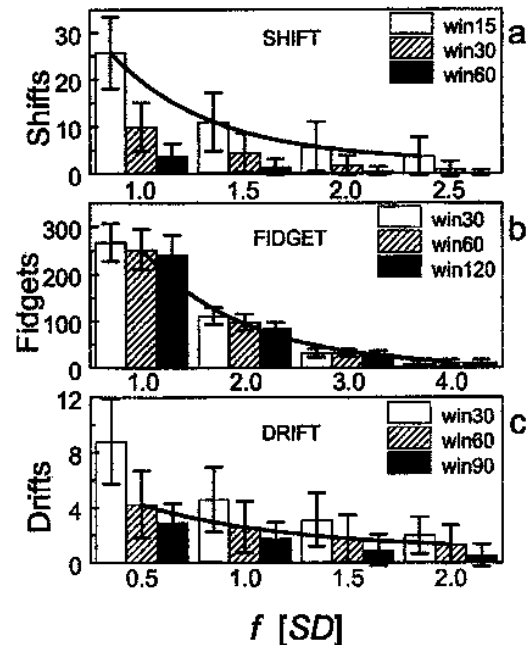 30
20
10
0
Shifts
SHIFT
win15
win30
win60
a
1.0 1.5 2.0 2.5
300
200
100
0
Fidgets
FIDGET
win30
win60
win120
b
1.0 2.0 3.0 4.0
12
8
4
0
Drifts
DRIFT
win30
win60
win90
c
0.5 1.0 1.5 2.0
f [SD]